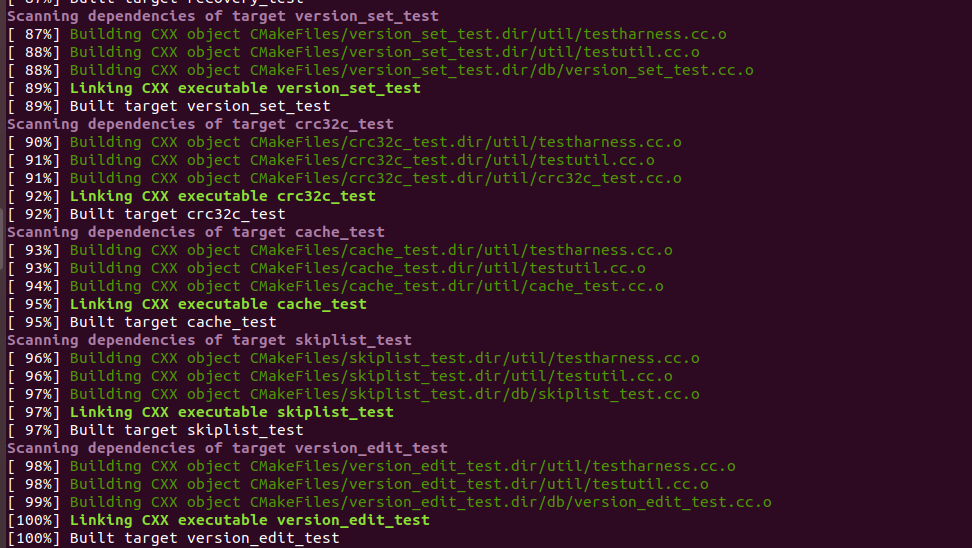 [ 87%] Built target recovery_test
Scanning dependencies of target version_set_test
[ 87%] Building CXX object CMakeFiles/version_set_test.dir/util/testharness.cc.o
[ 88%] Building CXX object CMakeFiles/version_set_test.dir/util/testutil.cc.o
[ 88%] Building CXX object CMakeFiles/version_set_test.dir/db/version_set_test.cc.o
[ 89%] Linking CXX executable version_set_test
[ 89%] Built target version_set_test
Scanning dependencies of target crc32c_test
[ 90%] Building CXX object CMakeFiles/crc32c_test.dir/util/testharness.cc.o
[ 91%] Building CXX object CMakeFiles/crc32c_test.dir/util/testutil.cc.o
[ 91%] Building CXX object CMakeFiles/crc32c_test.dir/util/crc32c_test.cc.o
[ 92%] Linking CXX executable crc32c_test
[ 92%] Built target crc32c_test
Scanning dependencies of target cache_test
[ 93%] Building CXX object CMakeFiles/cache_test.dir/util/testharness.cc.o
[ 93%] Building CXX object CMakeFiles/cache_test.dir/util/testutil.cc.o
[ 94%] Building CXX object CMakeFiles/cache_test.dir/util/cache_test.cc.o
[ 95%] Linking CXX executable cache_test
[ 95%] Built target cache_test
Scanning dependencies of target skiplist_test
[ 96%] Building CXX object CMakeFiles/skiplist_test.dir/util/testharness.cc.o
[ 96%] Building CXX object CMakeFiles/skiplist_test.dir/util/testutil.cc.o
[ 97%] Building CXX object CMakeFiles/skiplist_test.dir/db/skiplist_test.cc.o
[ 97%] Linking CXX executable skiplist_test
[ 97%] Built target skiplist_test
Scanning dependencies of target version_edit_test
[ 98%] Building CXX object CMakeFiles/version_edit_test.dir/util/testharness.cc.o
[ 98%] Building CXX object CMakeFiles/version_edit_test.dir/util/testutil.cc.o
[ 99%] Building CXX object CMakeFiles/version_edit_test.dir/db/version_edit_test.cc.o
[100%] Linking CXX executable version_edit_test
[100%] Built target version_edit_test